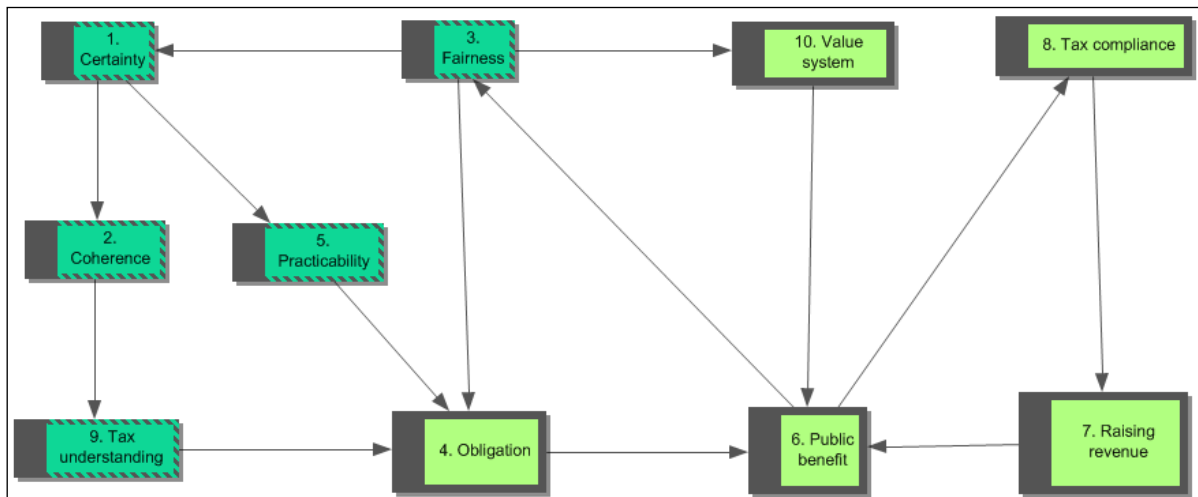 1.
Certainty
3.
Fairness
10. Value
system
8. Tax compliance
2.
Coherence
5.
Practicability
9. Tax
understanding
4. Obligation
6. Public
benefit
7. Raising
revenue